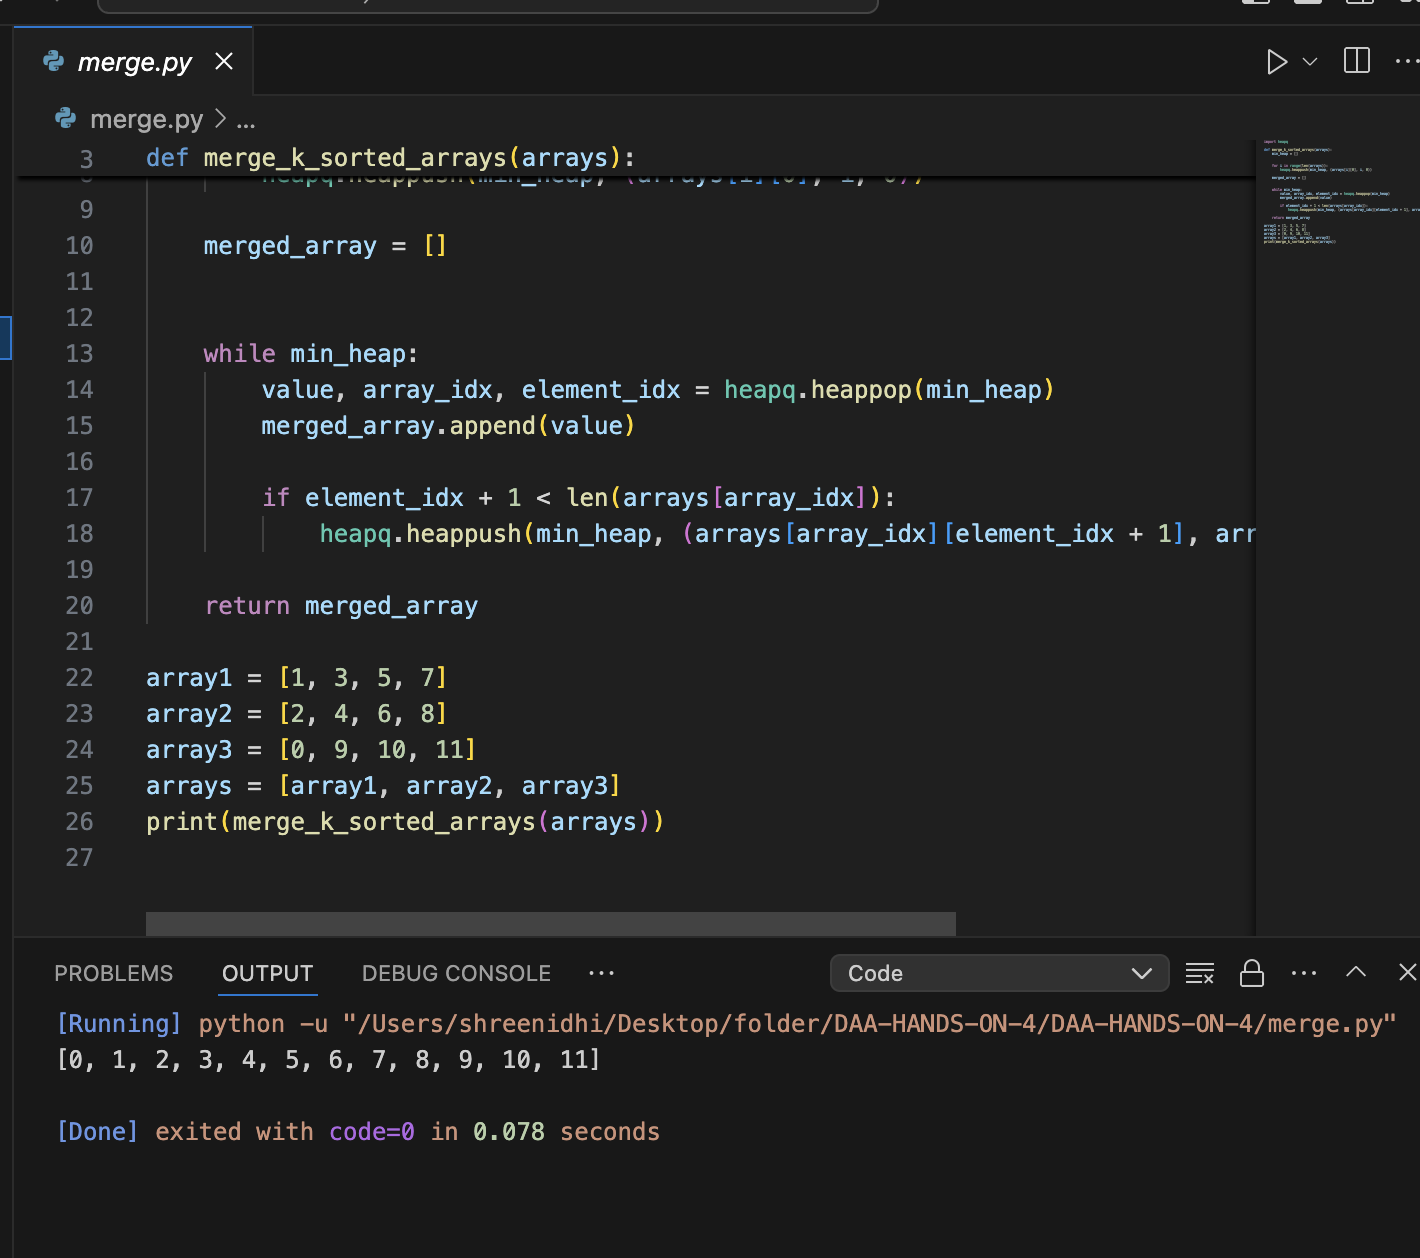 merge.py
merge.py > ...
3 def merge_k_sorted_arrays(arrays):
heapq.heappush(min_heap, (arrays[i][0], i, 0))
9
10 merged_array = []
11
12
13 while min_heap:
14 value, array_idx, element_idx = heapq.heappop(min_heap)
15 merged_array.append(value)
16
17 if element_idx + 1 < len(arrays[array_idx]):
18 heapq.heappush(min_heap, (arrays[array_idx][element_idx + 1], arr
19
20 return merged_array
21
22 array1 = [1, 3, 5, 7]
23 array2 = [2, 4, 6, 8]
24 array3 = [0, 9, 10, 11]
25 arrays = [array1, array2, array3]
26 print(merge_k_sorted_arrays(arrays))
27
PROBLEMS OUTPUT DEBUG CONSOLE ... Code
[Running] python -u "/Users/shreenidhi/Desktop/folder/DAA-HANDS-ON-4/DAA-HANDS-ON-4/merge.py"
[0, 1, 2, 3, 4, 5, 6, 7, 8, 9, 10, 11]
[Done] exited with code=0 in 0.078 seconds